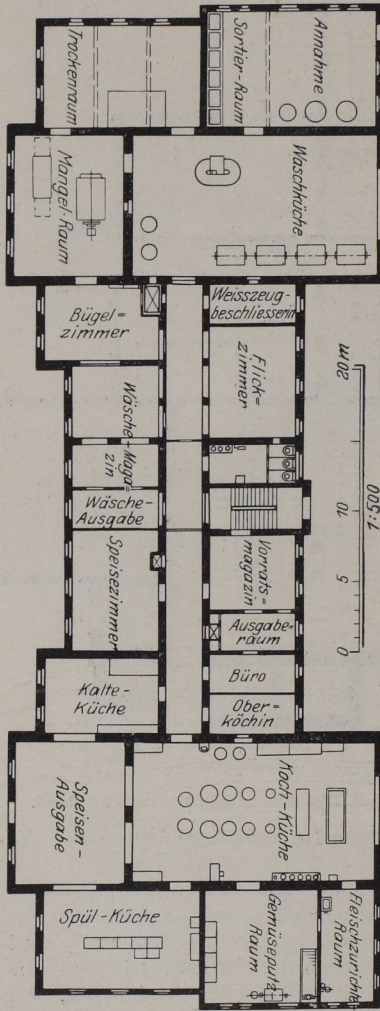 Annahme
Sortier-Raum
Trockenraum
Waschküche
Mangel-Raum
Weisszeug-
beschliesserin
Bügel=
zimmer
Flick=
zimmer
Wäsche-Maga=
zin
Wäsche-
Ausgabe
Vorrats=
magazin
Speisezimmer
Ausgabe-
raum
Büro
Ober=
köchin
Kalte-
Küche
Koch-Küche
Speisen-
Ausgabe
Spül-Küche
Gemüseputz
Raum
Fleischzurichte
Raum
0 5 10 20m
1:500